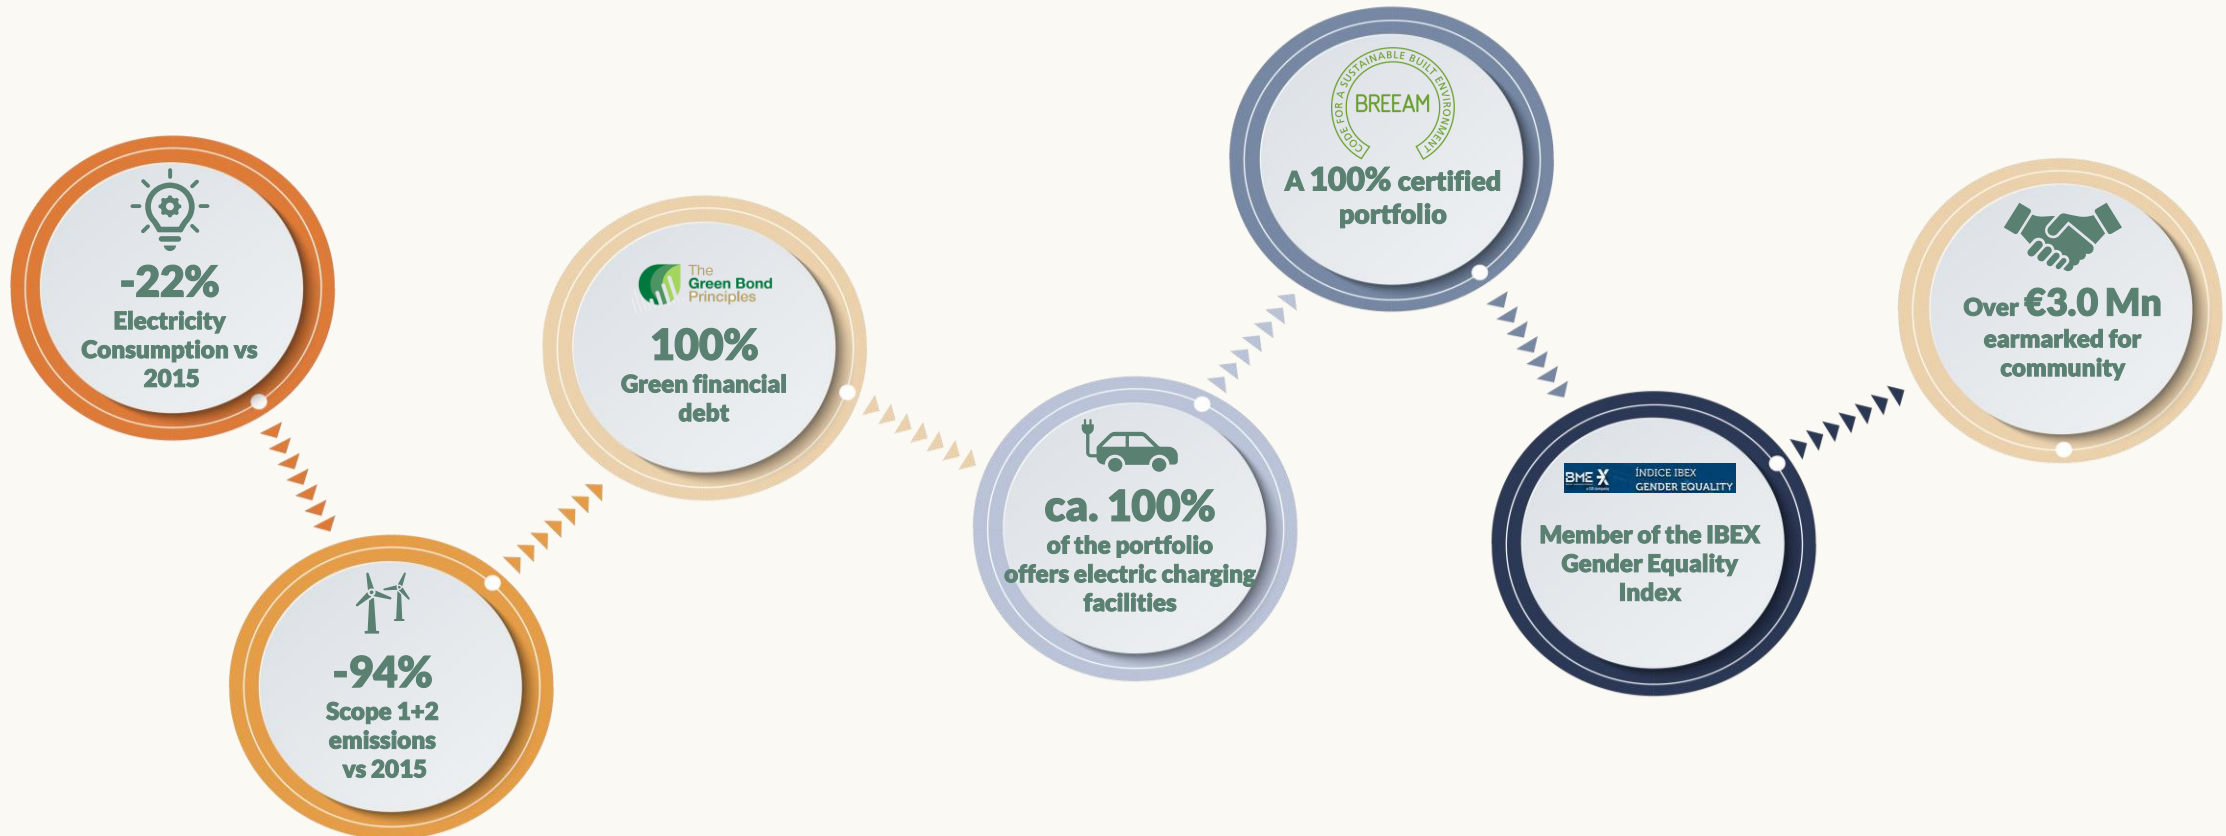 -22%
Electricity
Consumption vs
2015
-94%
Scope 1+2
emissions
vs 2015
The
Green Bond
Principles
100%
Green financial
debt
ca. 100%
of the portfolio
offers electric charging
facilities
CODE FOR A SUSTAINABLE BUILT ENVIRONMENT
BREEAM
A 100% certified
portfolio
BME X
ÍNDICE IBEX
GENDER EQUALITY
Member of the IBEX
Gender Equality
Index
Over €3.0 Mn
earmarked for
community